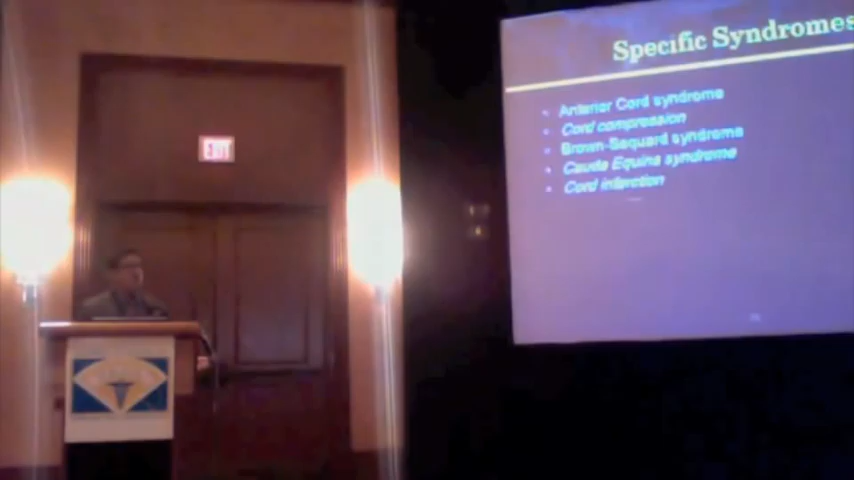 EXIT
Specific Syndromes
Anterior Cord syndrome
Cord compression
Brown-Sequard syndrome
Cauda Equina syndrome
Cord infarction